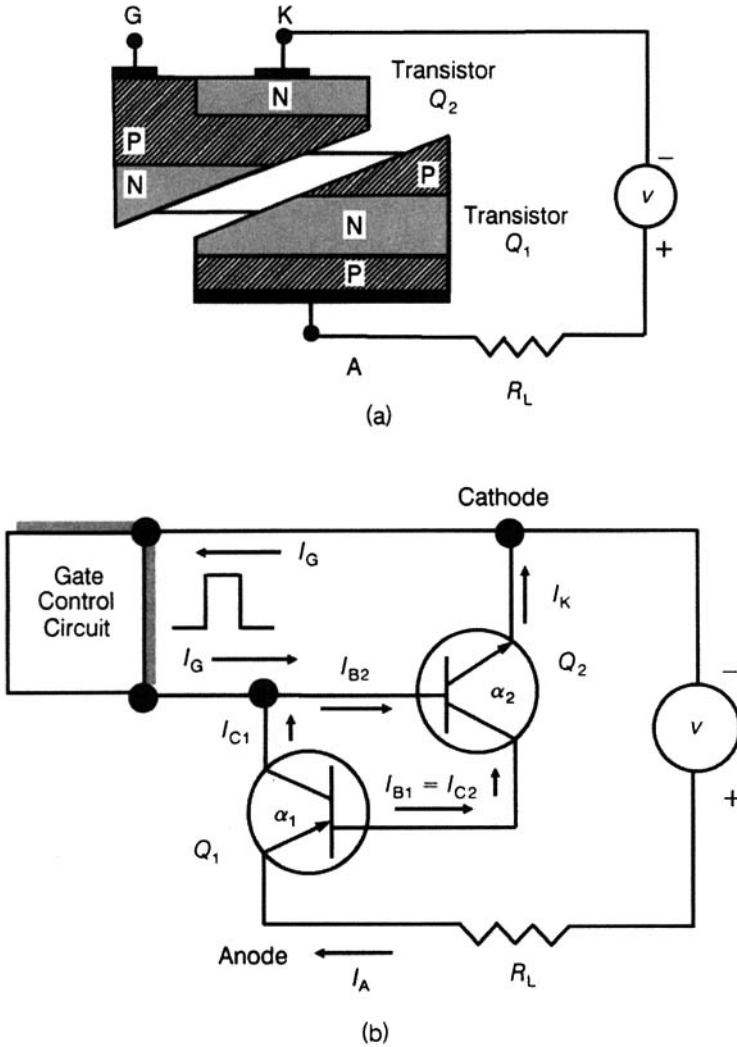 G
K
Transistor
Q2
N
P
N
P
N
P
Transistor
Q1
−
v
+
A
RL
(a)
Cathode
Gate
Control
Circuit
IG
IK
IG
IB2
Q2
α2
IC1
IB1 = IC2
α1
Q1
−
v
+
Anode
IA
RL
(b)